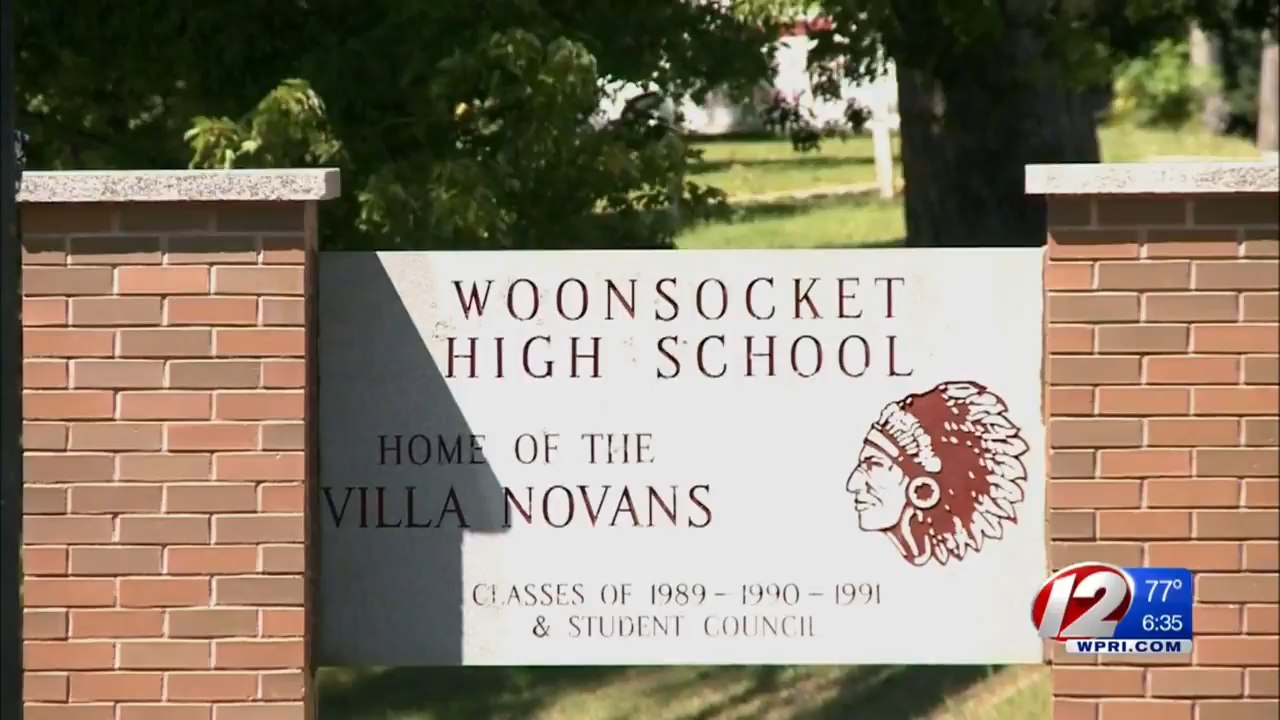 WOONSOCKET
HIGH SCHOOL
HOME OF THE
VILLA NOVANS
CLASSES OF 1989 - 1990 - 1991
& STUDENT COUNCIL
12
77°
6:35
WPRI.COM